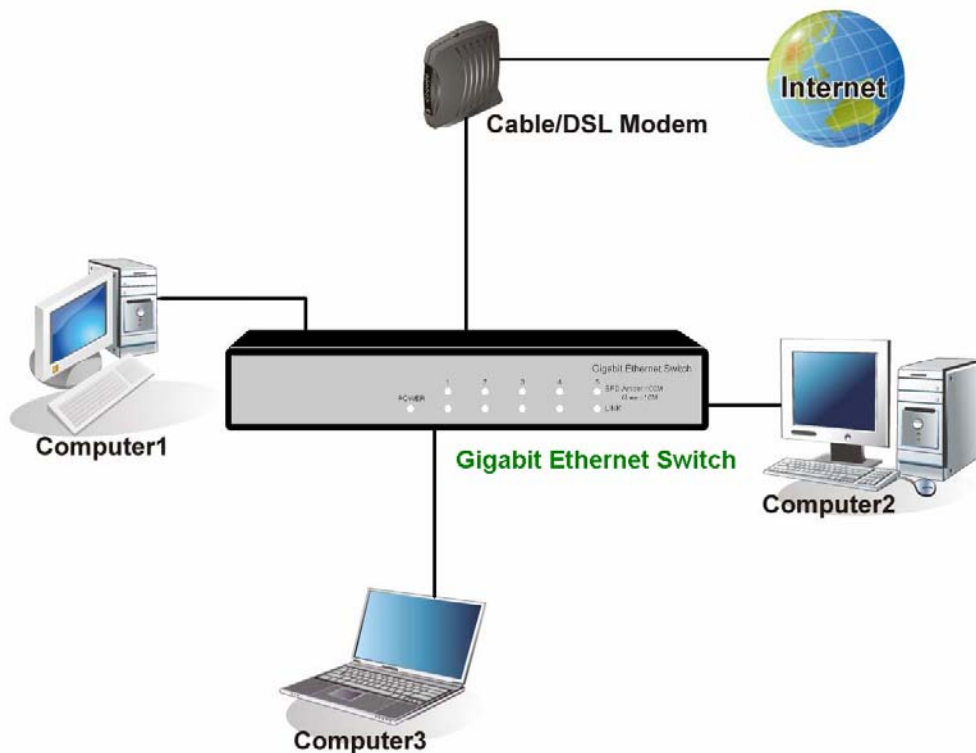 Internet
Cable/DSL Modem
Gigabit Ethernet Switch
1 2 3 4 5
POWER
LINK
Computer1
Gigabit Ethernet Switch
Computer2
Computer3